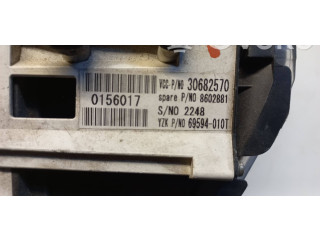 VCC-P/NO 30682570
0156017
spare P/NO 8602881
S/NO 2248
YZK P/NO 69594-010T